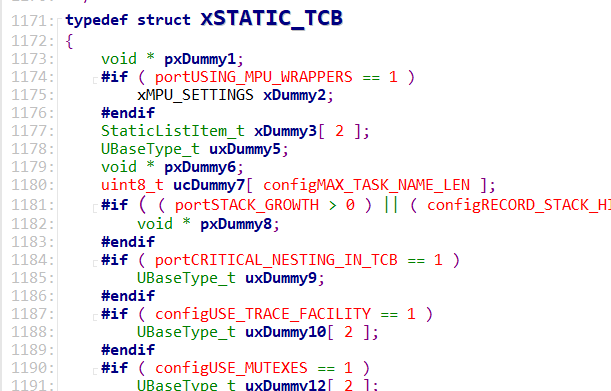 1171: typedef struct xSTATIC_TCB
1172: {
1173: void * pxDummy1;
1174: #if ( portUSING_MPU_WRAPPERS == 1 )
1175: xMPU_SETTINGS xDummy2;
1176: #endif
1177: StaticListItem_t xDummy3[ 2 ];
1178: UBaseType_t uxDummy5;
1179: void * pxDummy6;
1180: uint8_t ucDummy7[ configMAX_TASK_NAME_LEN ];
1181: #if ( ( portSTACK_GROWTH > 0 ) || ( configRECORD_STACK_HI
1182: void * pxDummy8;
1183: #endif
1184: #if ( portCRITICAL_NESTING_IN_TCB == 1 )
1185: UBaseType_t uxDummy9;
1186: #endif
1187: #if ( configUSE_TRACE_FACILITY == 1 )
1188: UBaseType_t uxDummy10[ 2 ];
1189: #endif
1190: #if ( configUSE_MUTEXES == 1 )
1191: UBaseType_t uxDummy12[ 2 ];